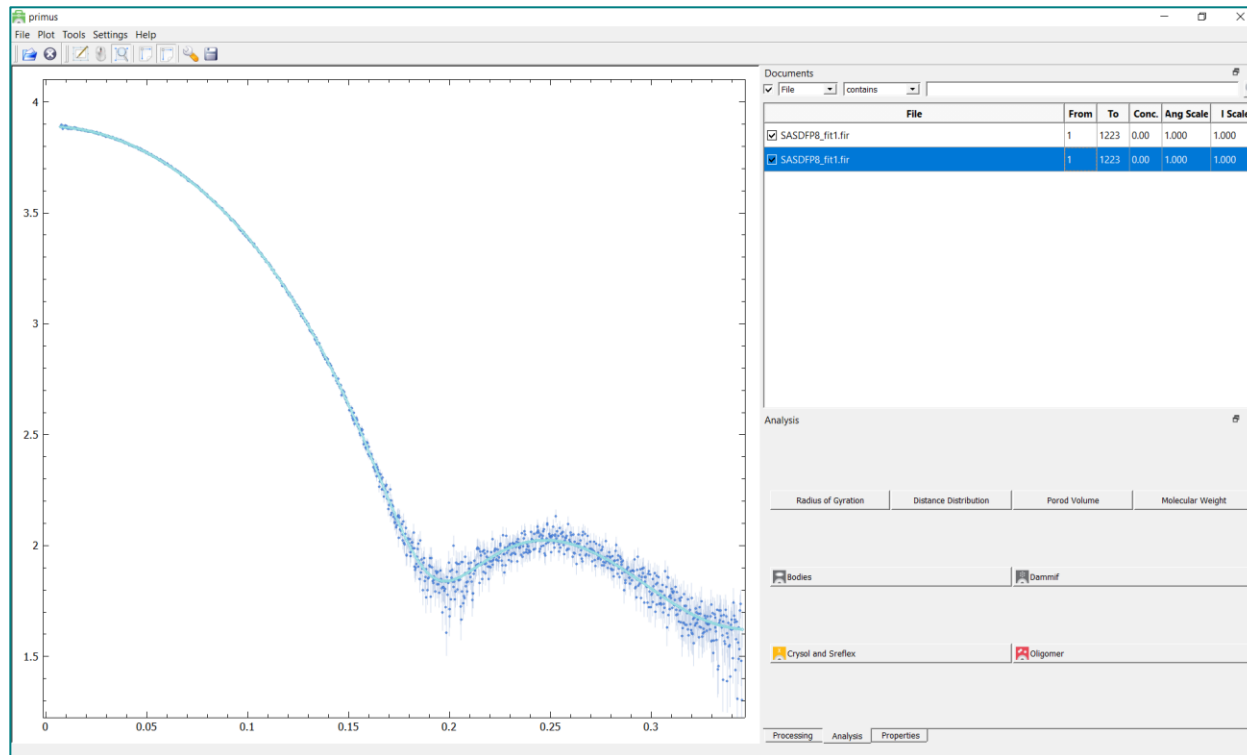 primus
File Plot Tools Settings Help
4
3.5
3
2.5
2
1.5
0 0.05 0.1 0.15 0.2 0.25 0.3
Documents
File contains
File From To Conc. Ang Scale I Scale
SASDFP8_fit1.fir 1 1223 0.00 1.000 1.000
SASDFP8_fit1.fir 1 1223 0.00 1.000 1.000
Analysis
Radius of Gyration Distance Distribution Porod Volume Molecular Weight
Bodies Dammif
Crysol and Sreflex Oligomer
Processing Analysis Properties